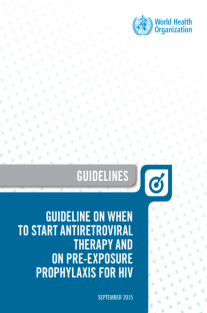 World Health
Organization
GUIDELINES
GUIDELINE ON WHEN
TO START ANTIRETROVIRAL
THERAPY AND
ON PRE-EXPOSURE
PROPHYLAXIS FOR HIV
SEPTEMBER 2015